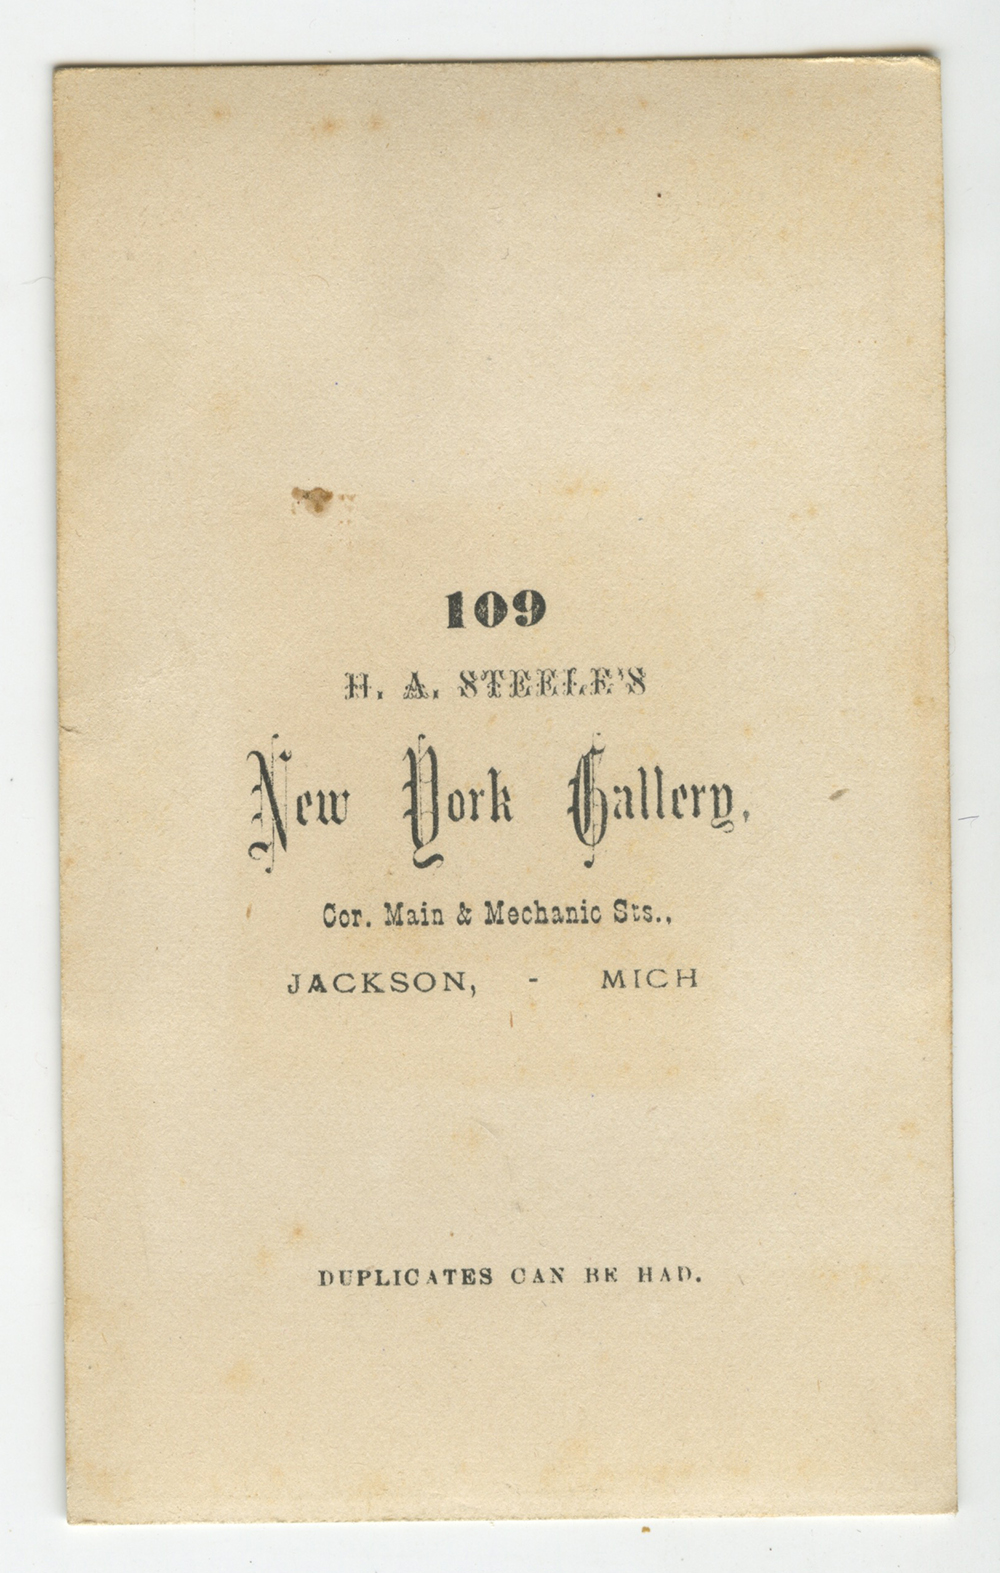 109
H. A. STEELE'S
New York Gallery,
Cor. Main & Mechanic Sts.,
JACKSON, - MICH
DUPLICATES CAN BE HAD.